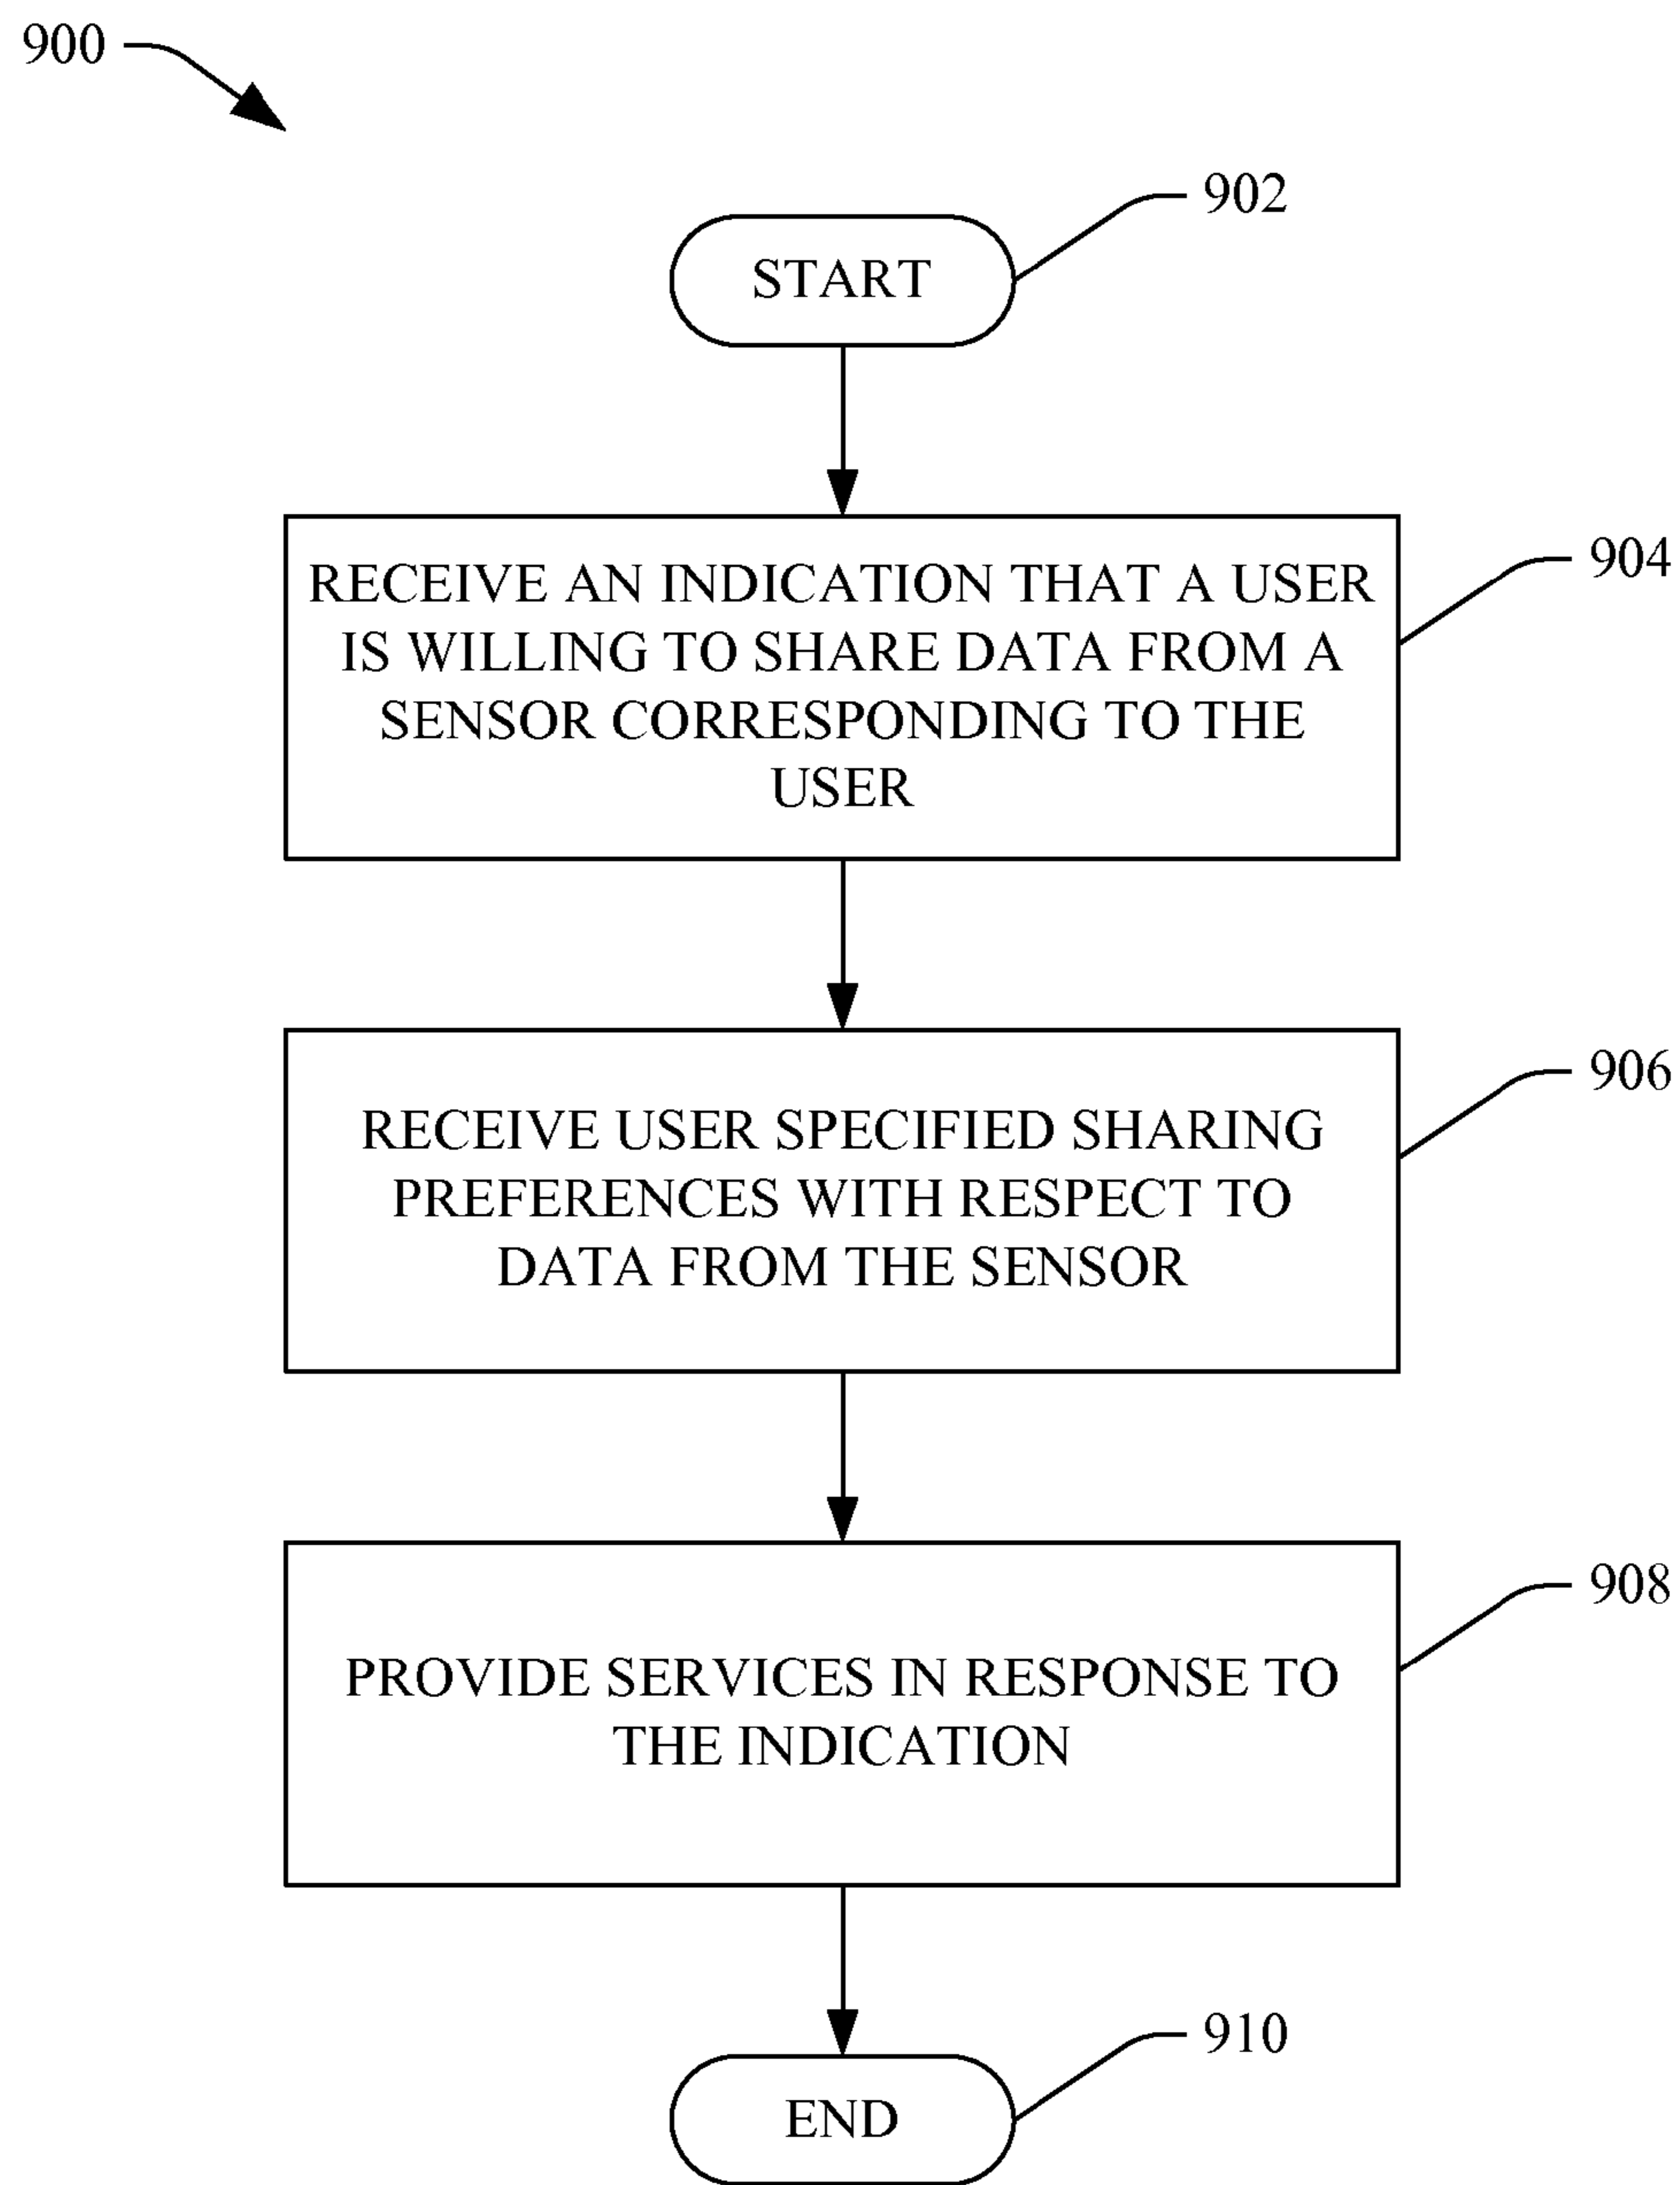 900
902
START
904
RECEIVE AN INDICATION THAT A USER
IS WILLING TO SHARE DATA FROM A
SENSOR CORRESPONDING TO THE
USER
906
RECEIVE USER SPECIFIED SHARING
PREFERENCES WITH RESPECT TO
DATA FROM THE SENSOR
908
PROVIDE SERVICES IN RESPONSE TO
THE INDICATION
910
END